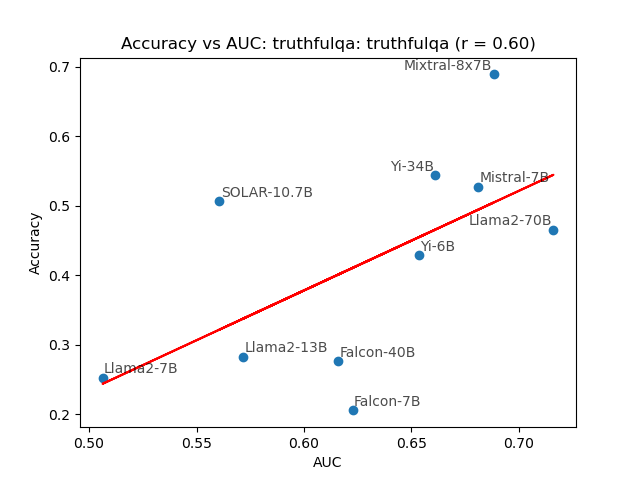 Accuracy vs AUC: truthfulqa: truthfulqa (r = 0.60)
Accuracy
0.7
0.6
0.5
0.4
0.3
0.2
Mixtral-8x7B
Yi-34B
Mistral-7B
SOLAR-10.7B
Llama2-70B
Yi-6B
Llama2-13B
Falcon-40B
Llama2-7B
Falcon-7B
0.50 0.55 0.60 0.65 0.70
AUC